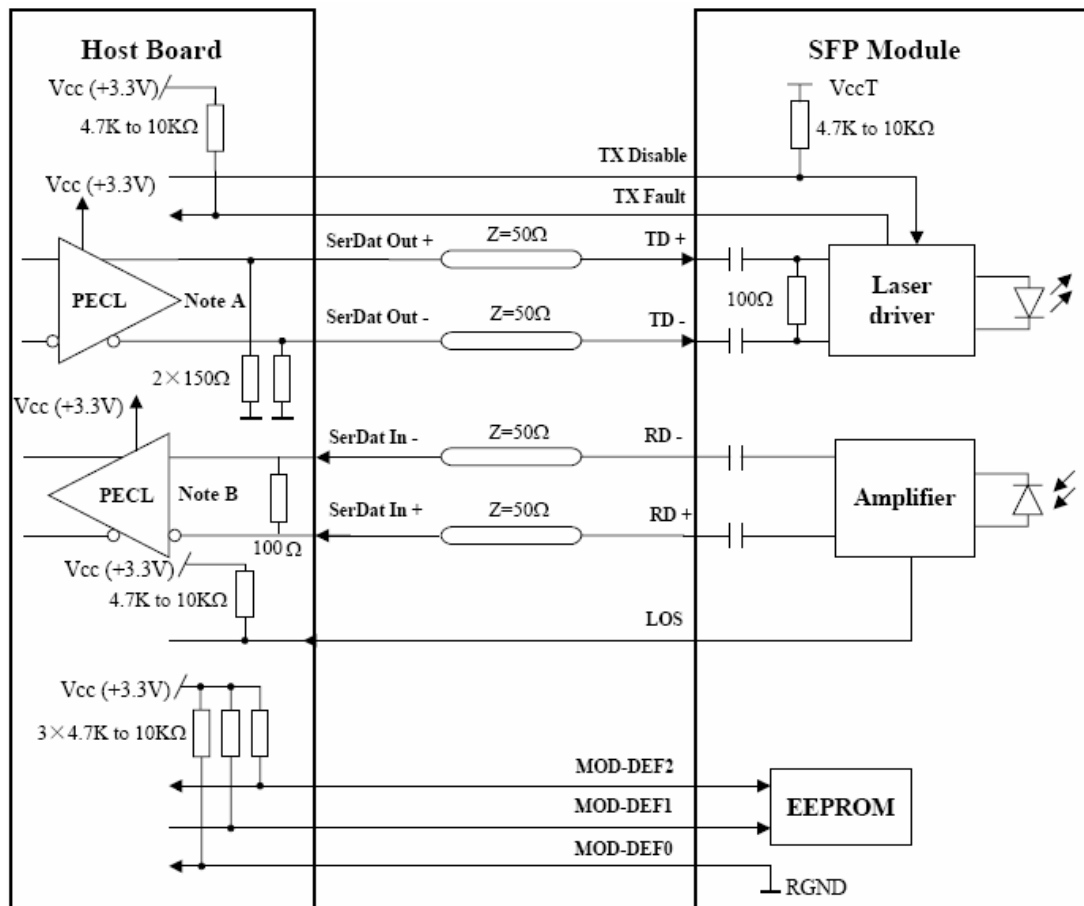 Host Board
SFP Module
Vcc (+3.3V)
4.7K to 10KΩ
VccT
4.7K to 10KΩ
TX Disable
Vcc (+3.3V)
TX Fault
SerDat Out +
Z=50Ω
TD +
PECL
Note A
100Ω
Laser
driver
SerDat Out -
Z=50Ω
TD -
2×150Ω
Vcc (+3.3V)
SerDat In -
Z=50Ω
RD -
PECL
Note B
Amplifier
SerDat In +
Z=50Ω
RD +
100Ω
Vcc (+3.3V)
4.7K to 10KΩ
LOS
Vcc (+3.3V)
3×4.7K to 10KΩ
MOD-DEF2
EEPROM
MOD-DEF1
MOD-DEF0
RGND